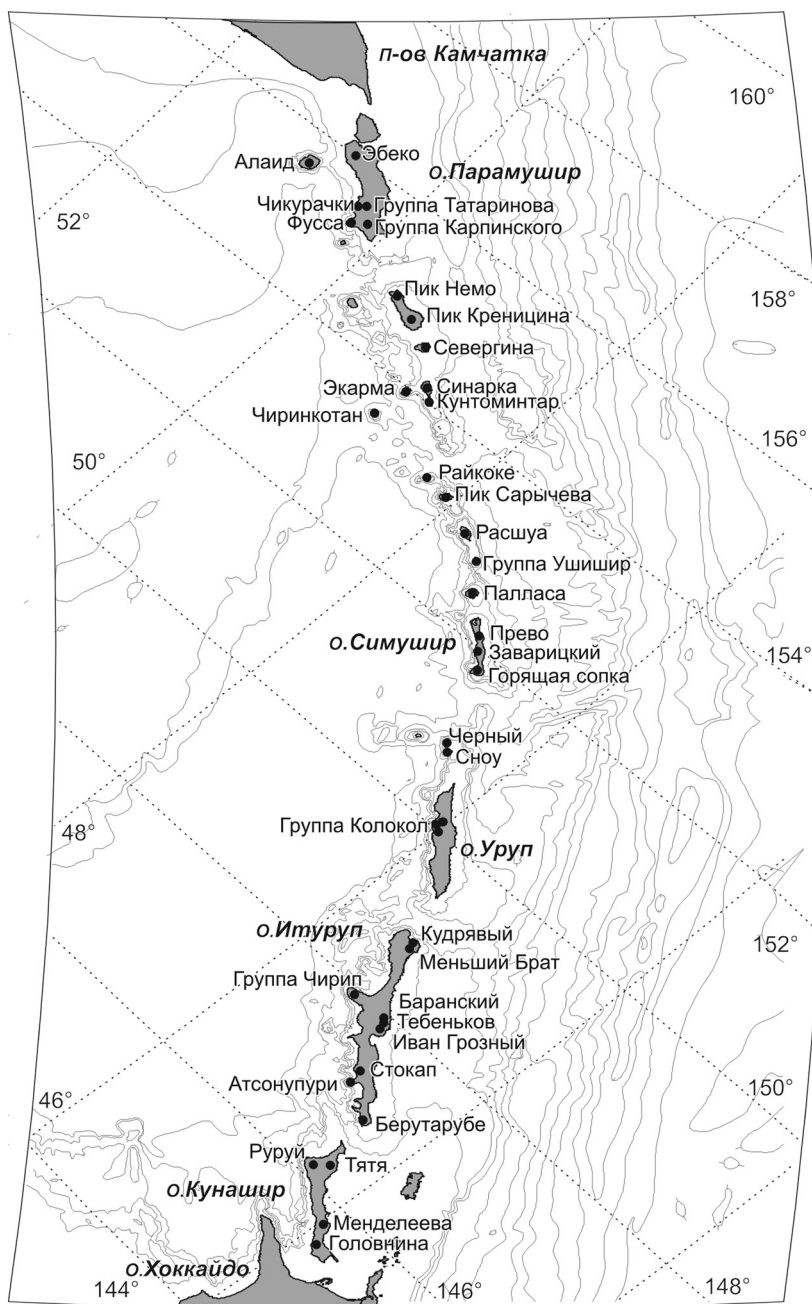 п-ов Камчатка
160°
Алаид
Эбеко
о.Парамушир
52°
Чикурачки
Группа Татаринова
Фусса
Группа Карпинского
Пик Немо
158°
Пик Креницина
Севергина
Экарма
Синарка
Кунтоминтар
Чиринкотан
156°
50°
Райкоке
Пик Сарычева
Расшуа
Группа Ушишир
Палласа
о.Симушир
Прево
Заварицкий
154°
Горящая сопка
Черный
Сноу
48°
Группа Колокол
о.Уруп
о.Итуруп
Кудрявый
152°
Меньший Брат
Группа Чирип
Баранский
Тебеньков
Иван Грозный
Стокап
Атсонупури
150°
46°
Берутарубе
Руруй
Тятя
о.Кунашир
Менделеева
Головнина
о.Хоккайдо
144°
146°
148°